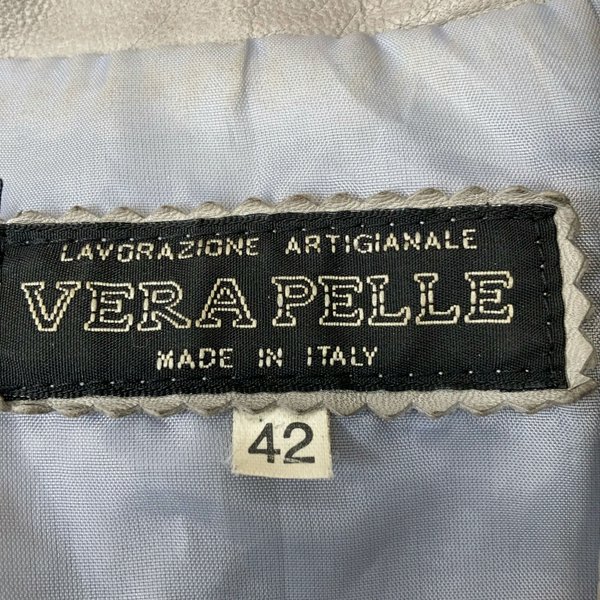 LAVORAZIONE ARTIGIANALE
VERA PELLE
MADE IN ITALY
42